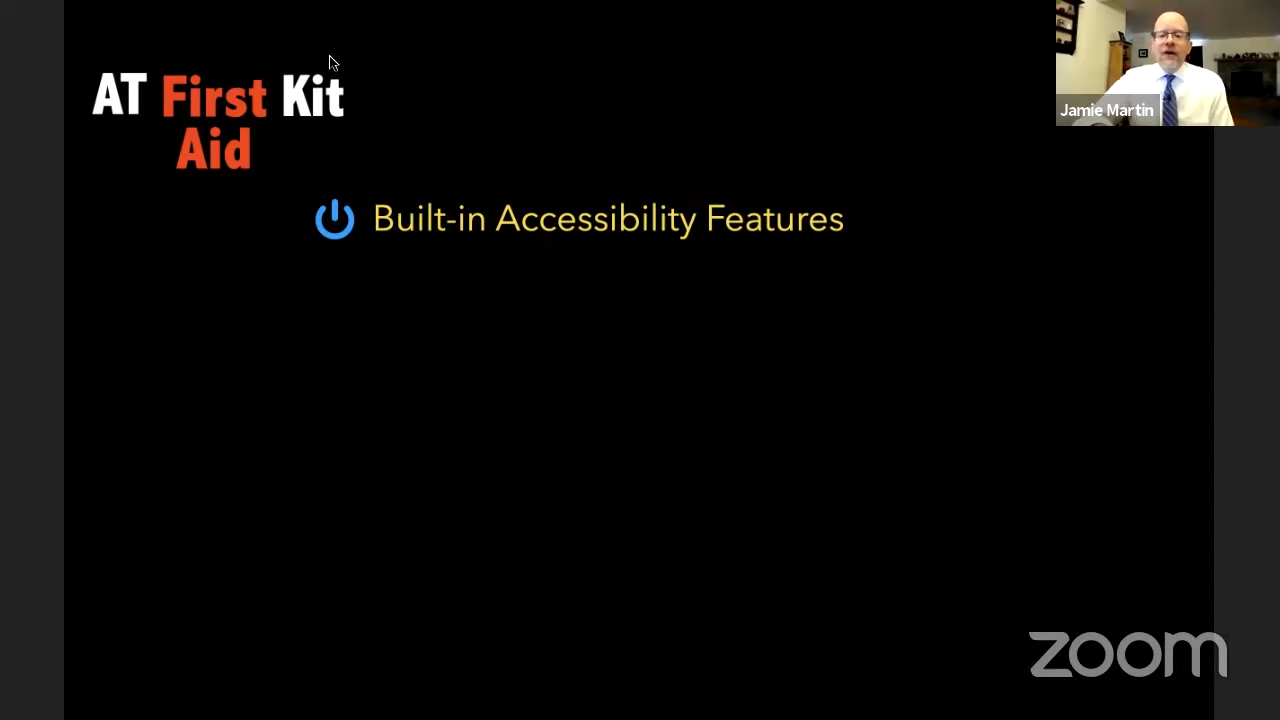 AT First Kit
Aid
Built-in Accessibility Features
Jamie Martin
zoom